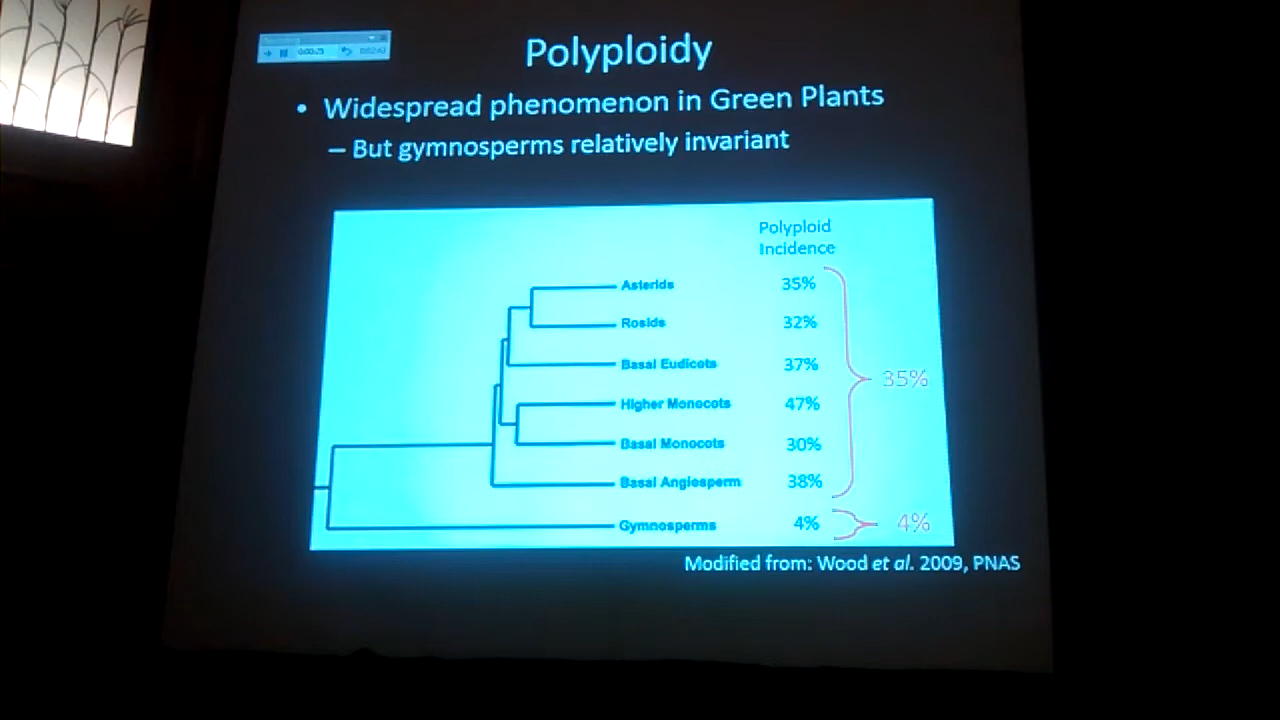 Polyploidy
• Widespread phenomenon in Green Plants
– But gymnosperms relatively invariant
Polyploid
Incidence
Asterids 35%
Rosids 32%
Basal Eudicots 37%
35%
Higher Monocots 47%
Basal Monocots 30%
Basal Angiosperm 38%
Gymnosperms 4% 4%
Modified from: Wood et al. 2009, PNAS